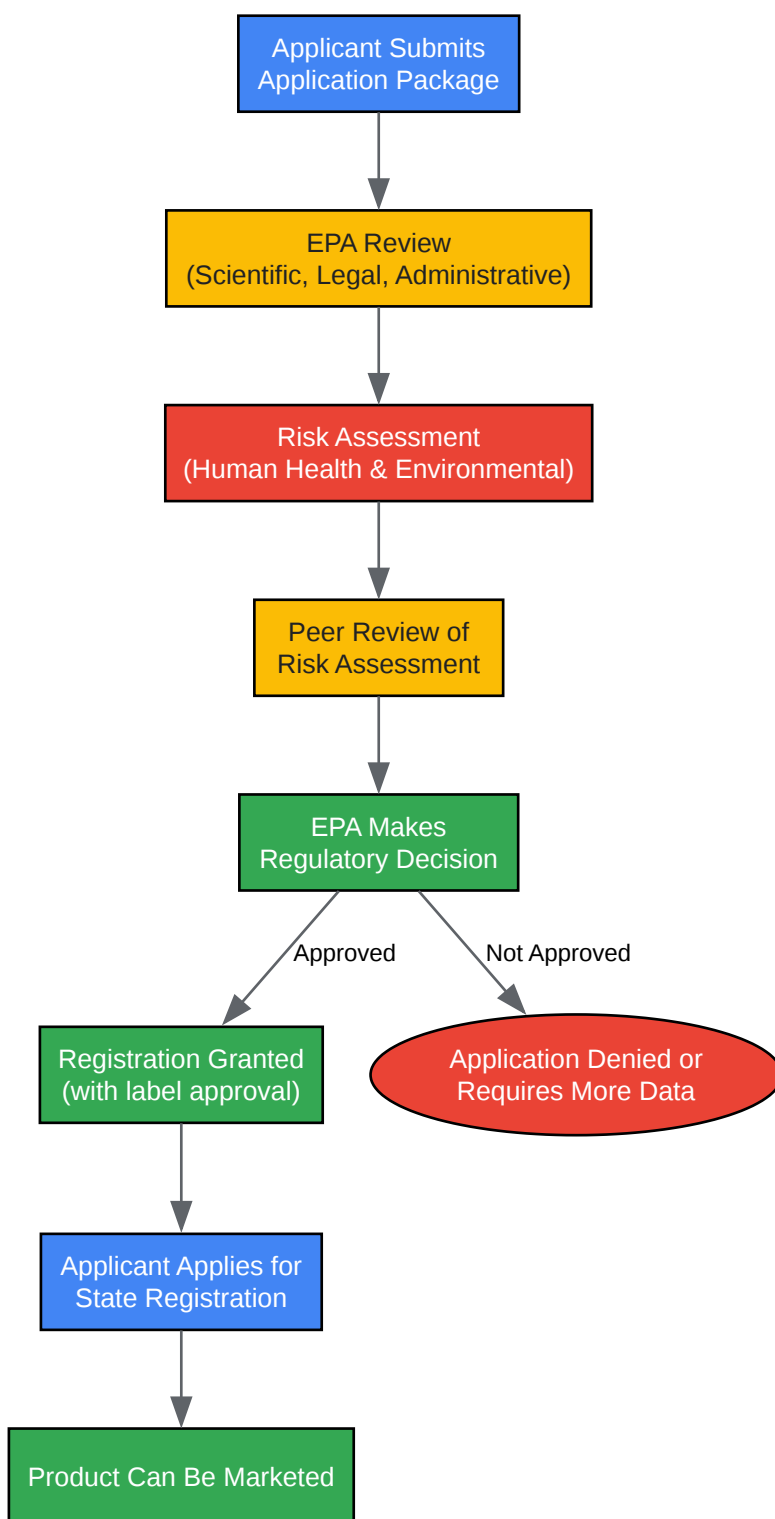 Applicant Submits
Application Package
EPA Review
(Scientific, Legal, Administrative)
Risk Assessment
(Human Health & Environmental)
Peer Review of
Risk Assessment
EPA Makes
Regulatory Decision
Approved
Not Approved
Registration Granted
(with label approval)
Application Denied or
Requires More Data
Applicant Applies for
State Registration
Product Can Be Marketed